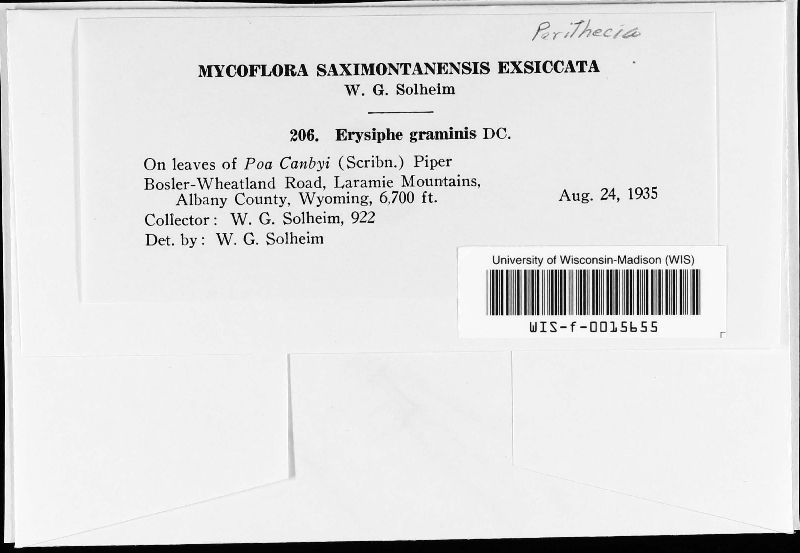 Perithecia
MYCOFLORA SAXIMONTANENSIS EXSICCATA
W. G. Solheim
206. Erysiphe graminis DC.
On leaves of Poa Canbyi (Scribn.) Piper
Bosler-Wheatland Road, Laramie Mountains,
Albany County, Wyoming, 6,700 ft. Aug. 24, 1935
Collector: W. G. Solheim, 922
Det. by: W. G. Solheim
University of Wisconsin-Madison (WIS)
WIS-f-0015655